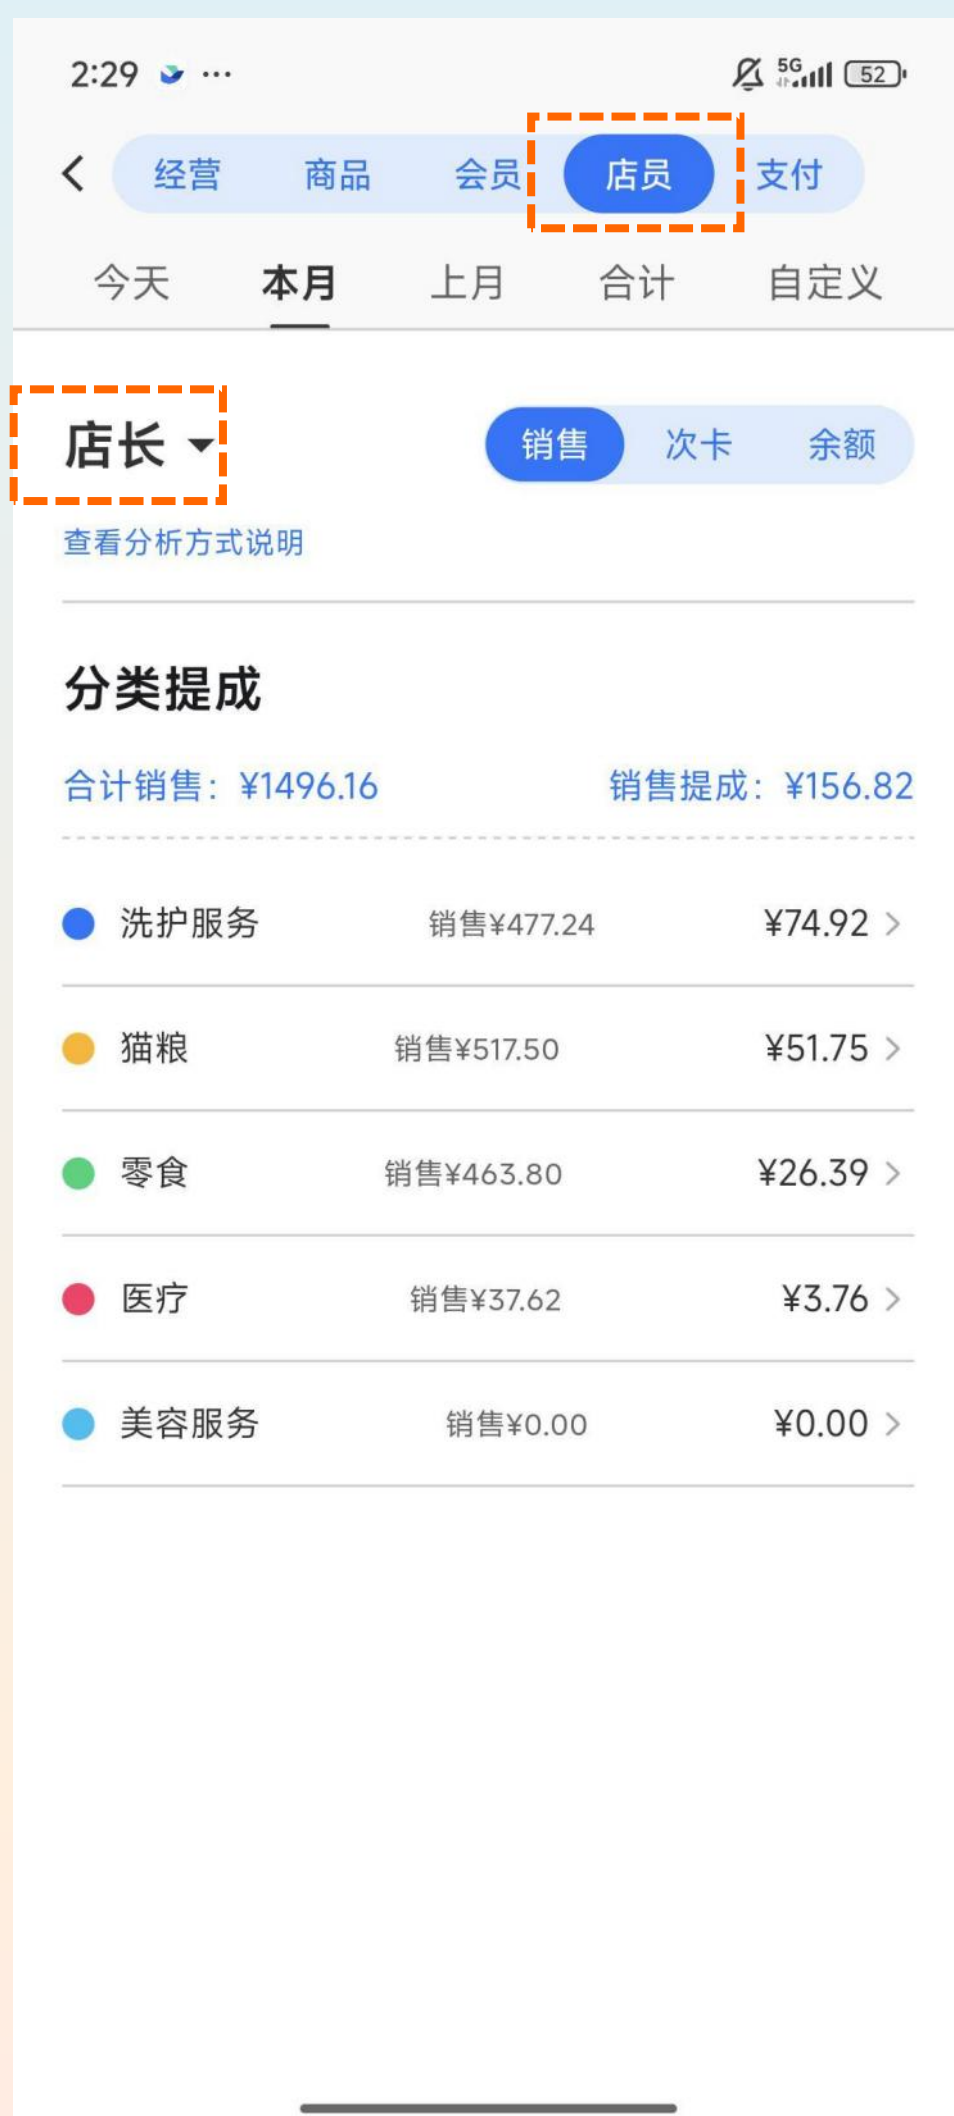 2:29 ... 5G 52
经营 商品 会员 店员 支付
今天 本月 上月 合计 自定义
店长 销售 次卡 余额
查看分析方式说明
分类提成
合计销售：¥1496.16 销售提成：¥156.82
洗护服务 销售¥477.24 ¥74.92
猫粮 销售¥517.50 ¥51.75
零食 销售¥463.80 ¥26.39
医疗 销售¥37.62 ¥3.76
美容服务 销售¥0.00 ¥0.00